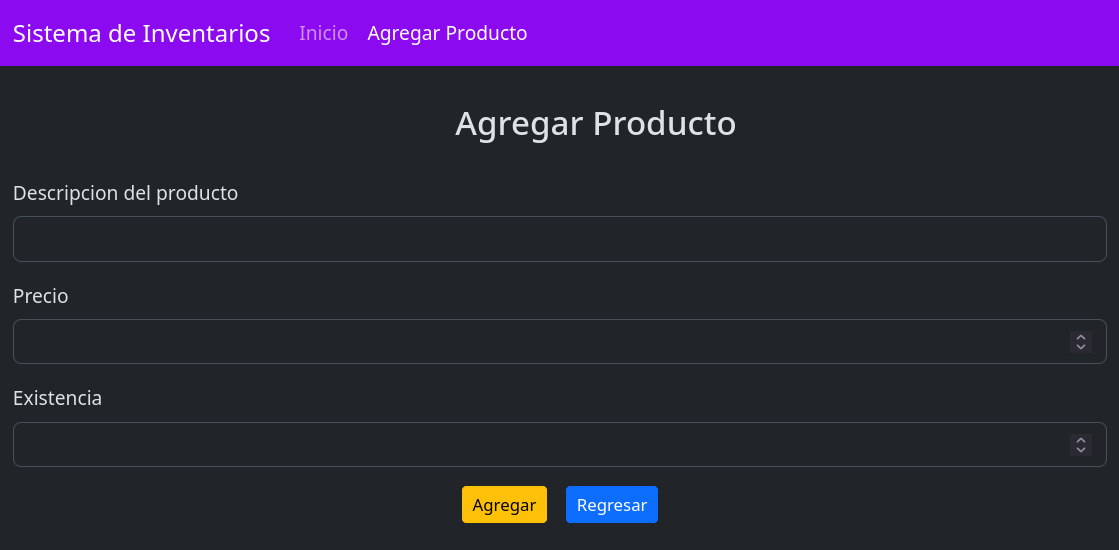 Sistema de Inventarios Inicio Agregar Producto
Agregar Producto
Descripcion del producto
Precio
Existencia
Agregar Regresar